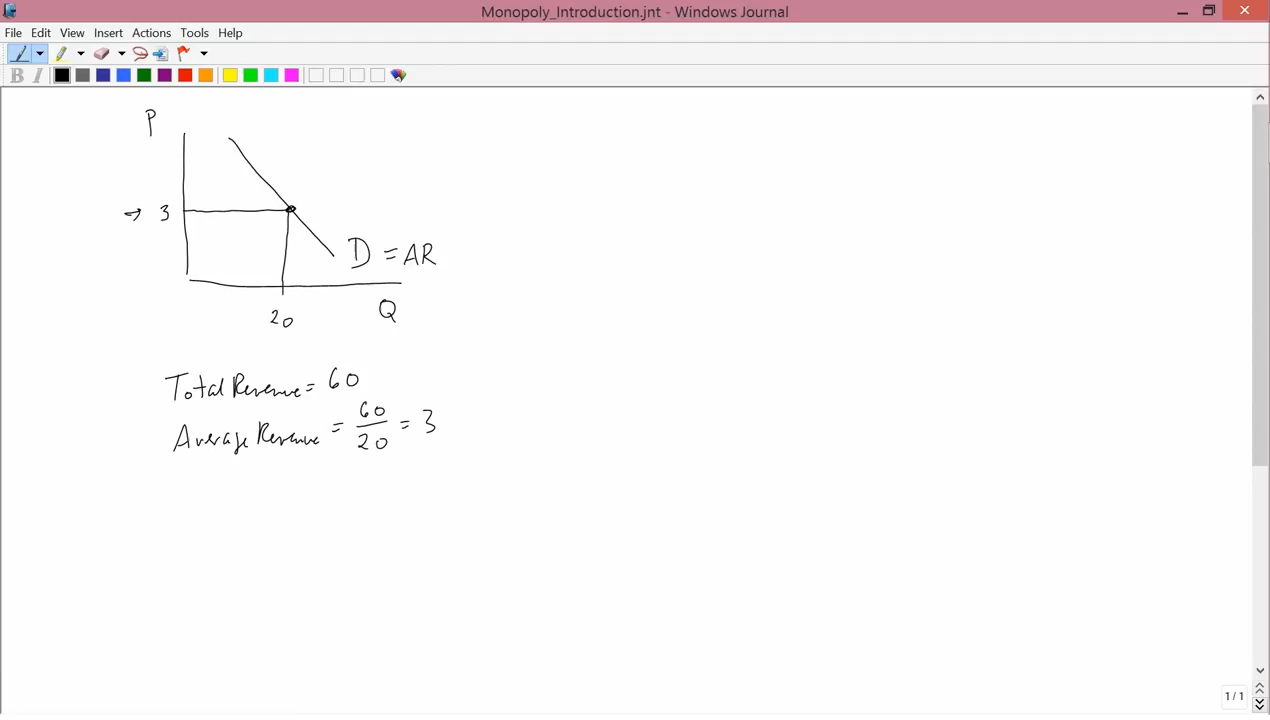 Monopoly_Introduction.jnt - Windows Journal
File Edit View Insert Actions Tools Help
B I
P
→ 3
D = AR
20
Q
Total Revenue = 60
Average Revenue = 60/20 = 3
1 / 1